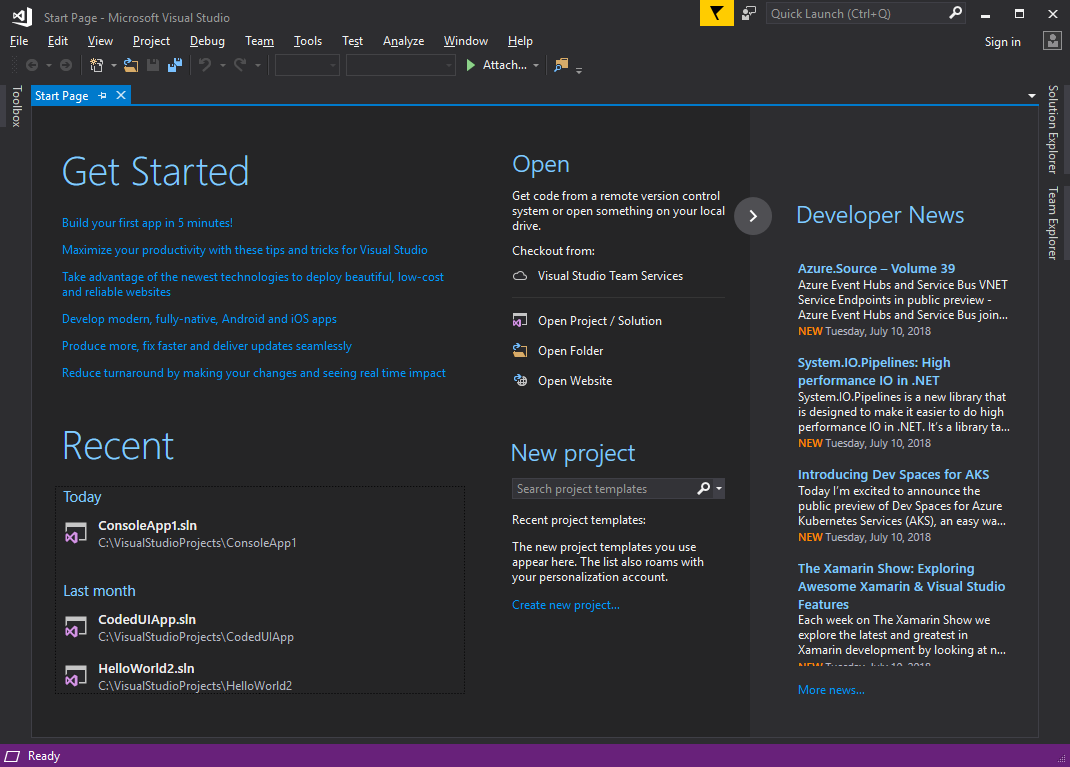 Start Page - Microsoft Visual Studio
Quick Launch (Ctrl+Q)
File Edit View Project Debug Team Tools Test Analyze Window Help
Sign in
Attach...
Toolbox
Start Page
Solution Explorer
Team Explorer
Get Started
Build your first app in 5 minutes!
Maximize your productivity with these tips and tricks for Visual Studio
Take advantage of the newest technologies to deploy beautiful, low-cost
and reliable websites
Develop modern, fully-native, Android and iOS apps
Produce more, fix faster and deliver updates seamlessly
Reduce turnaround by making your changes and seeing real time impact
Recent
Today
ConsoleApp1.sln
C:\VisualStudioProjects\ConsoleApp1
Last month
CodedUIApp.sln
C:\VisualStudioProjects\CodedUIApp
HelloWorld2.sln
C:\VisualStudioProjects\HelloWorld2
Open
Get code from a remote version control
system or open something on your local
drive.
Checkout from:
Visual Studio Team Services
Open Project / Solution
Open Folder
Open Website
New project
Search project templates
Recent project templates:
The new project templates you use
appear here. The list also roams with
your personalization account.
Create new project...
Developer News
Azure.Source – Volume 39
Azure Event Hubs and Service Bus VNET
Service Endpoints in public preview -
Azure Event Hubs and Service Bus join...
NEW Tuesday, July 10, 2018
System.IO.Pipelines: High
performance IO in .NET
System.IO.Pipelines is a new library that
is designed to make it easier to do high
performance IO in .NET. It's a library ta...
NEW Tuesday, July 10, 2018
Introducing Dev Spaces for AKS
Today I'm excited to announce the
public preview of Dev Spaces for Azure
Kubernetes Services (AKS), an easy wa...
NEW Tuesday, July 10, 2018
The Xamarin Show: Exploring
Awesome Xamarin & Visual Studio
Features
Each week on The Xamarin Show we
explore the latest and greatest in
Xamarin development by looking at n...
NEW Tuesday, July 10, 2018
More news...
Ready